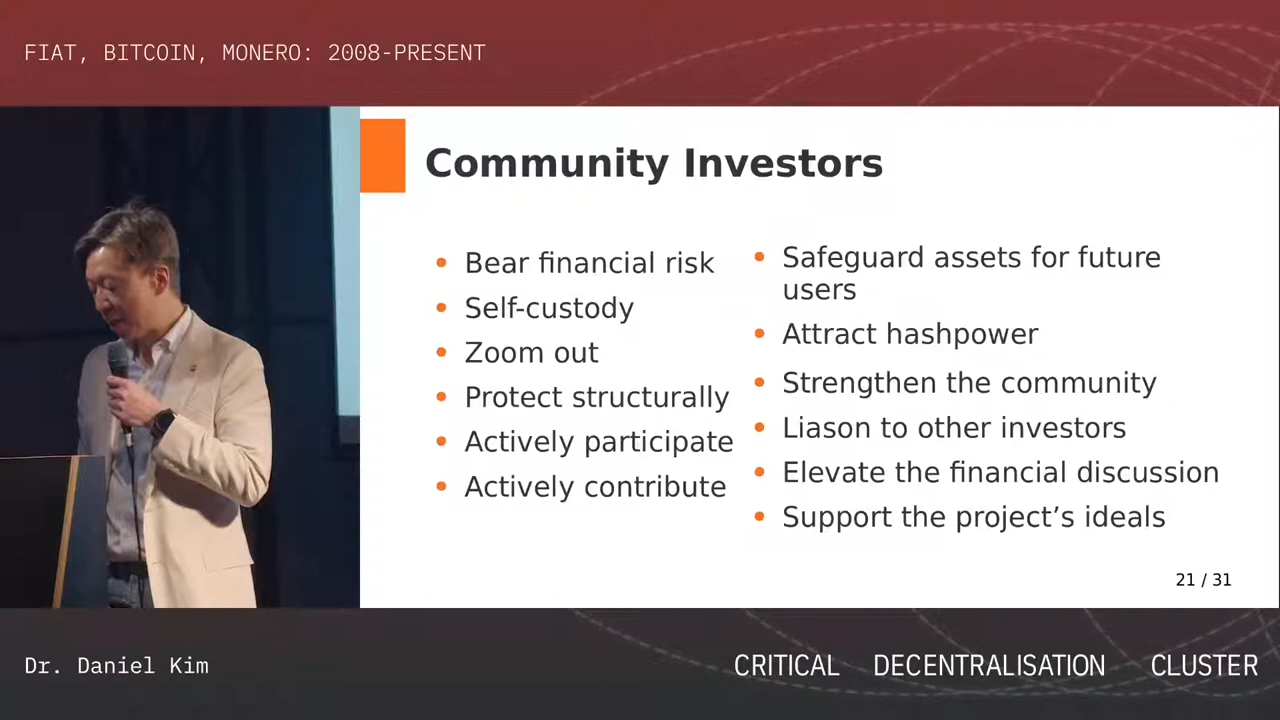 FIAT, BITCOIN, MONERO: 2008-PRESENT
Community Investors
Bear financial risk
Self-custody
Zoom out
Protect structurally
Actively participate
Actively contribute
Safeguard assets for future
users
Attract hashpower
Strengthen the community
Liason to other investors
Elevate the financial discussion
Support the project’s ideals
21 / 31
Dr. Daniel Kim
CRITICAL DECENTRALISATION CLUSTER